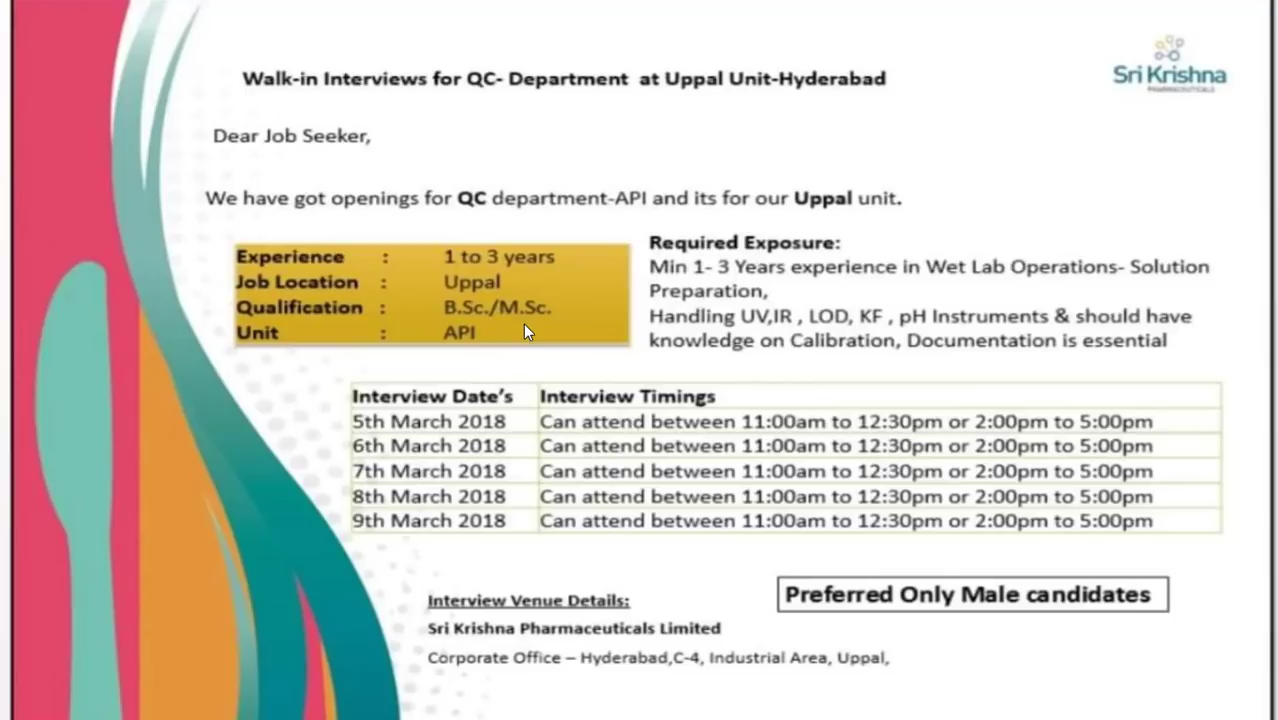 Sri Krishna
PHARMACEUTICALS
Walk-in Interviews for QC- Department at Uppal Unit-Hyderabad
Dear Job Seeker,
We have got openings for QC department-API and its for our Uppal unit.
Experience : 1 to 3 years
Job Location : Uppal
Qualification : B.Sc./M.Sc.
Unit : API
Required Exposure:
Min 1- 3 Years experience in Wet Lab Operations- Solution
Preparation,
Handling UV,IR , LOD, KF , pH Instruments & should have
knowledge on Calibration, Documentation is essential
Interview Date’s Interview Timings
5th March 2018 Can attend between 11:00am to 12:30pm or 2:00pm to 5:00pm
6th March 2018 Can attend between 11:00am to 12:30pm or 2:00pm to 5:00pm
7th March 2018 Can attend between 11:00am to 12:30pm or 2:00pm to 5:00pm
8th March 2018 Can attend between 11:00am to 12:30pm or 2:00pm to 5:00pm
9th March 2018 Can attend between 11:00am to 12:30pm or 2:00pm to 5:00pm
Preferred Only Male candidates
Interview Venue Details:
Sri Krishna Pharmaceuticals Limited
Corporate Office – Hyderabad,C-4, Industrial Area, Uppal,